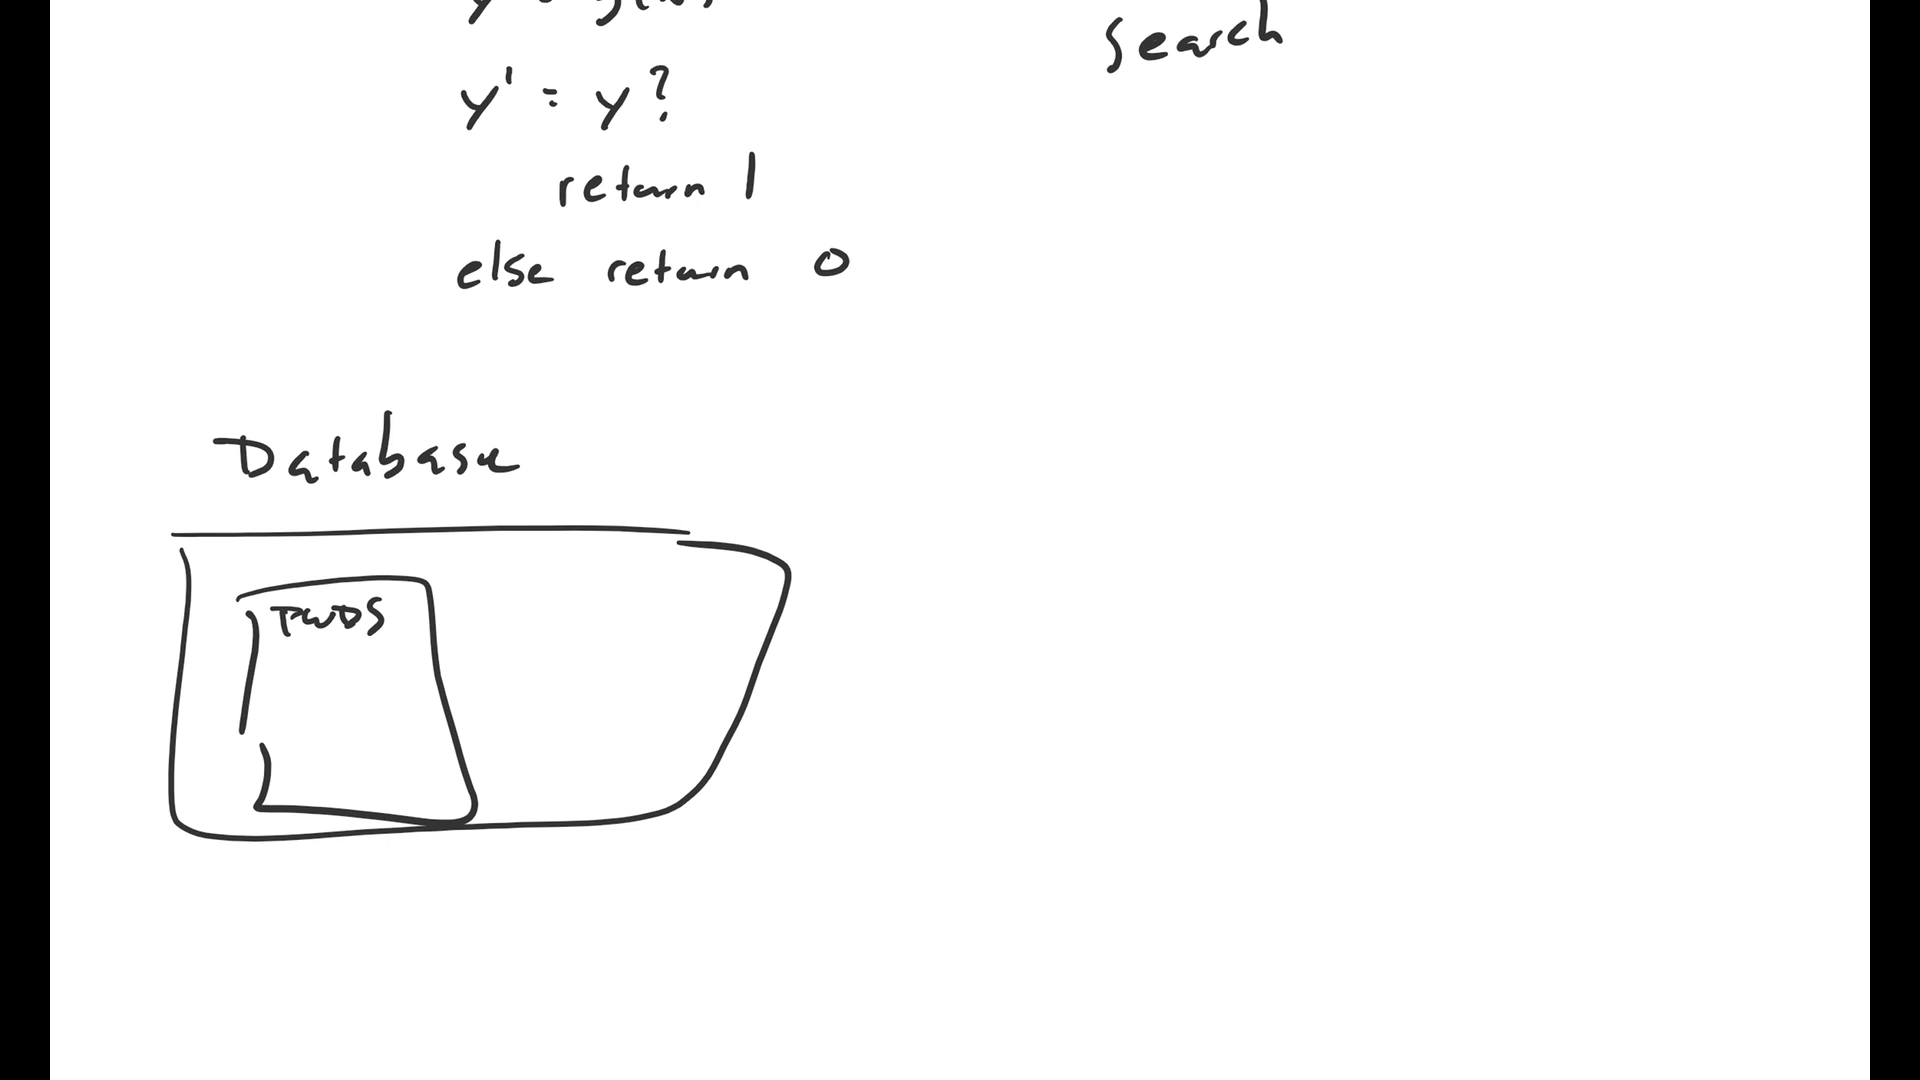 Search
y' = y?
return 1
else return 0
Database
PWDS